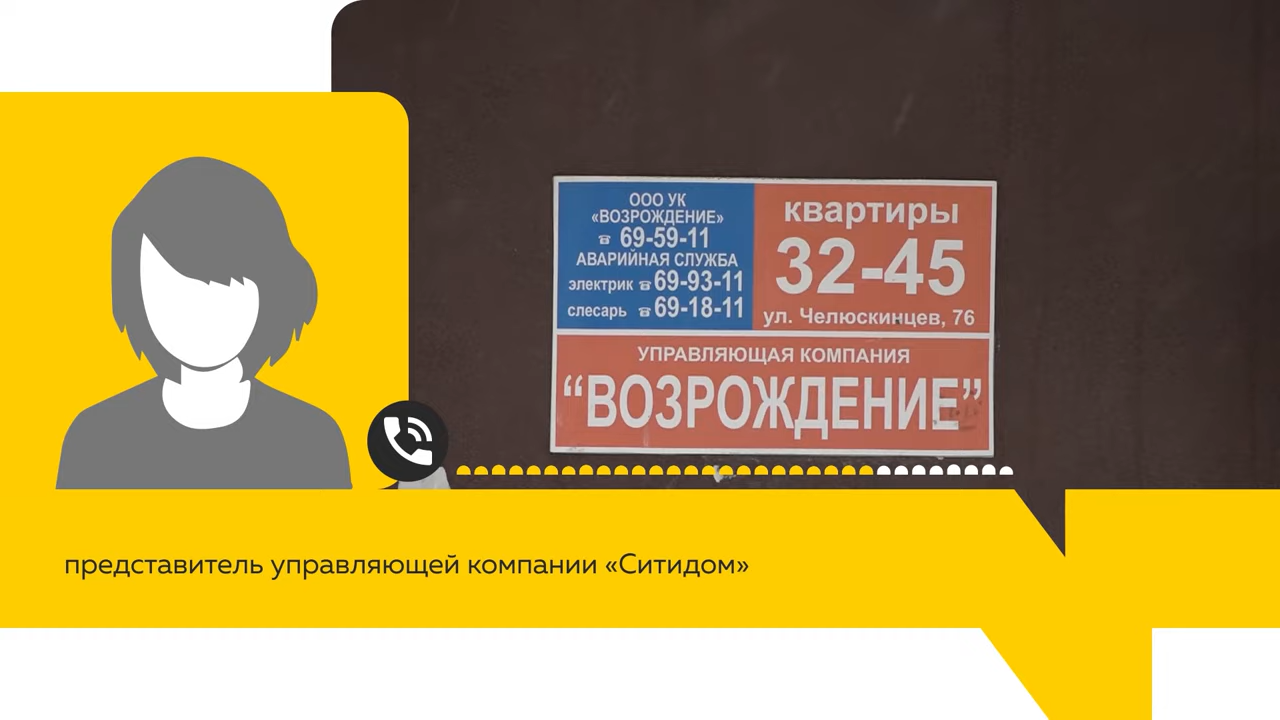 ООО УК
«ВОЗРОЖДЕНИЕ»
69-59-11
АВАРИЙНАЯ СЛУЖБА
электрик 69-93-11
слесарь 69-18-11
квартиры
32-45
ул. Челюскинцев, 76
УПРАВЛЯЮЩАЯ КОМПАНИЯ
“ВОЗРОЖДЕНИЕ”
представитель управляющей компании «Ситидом»